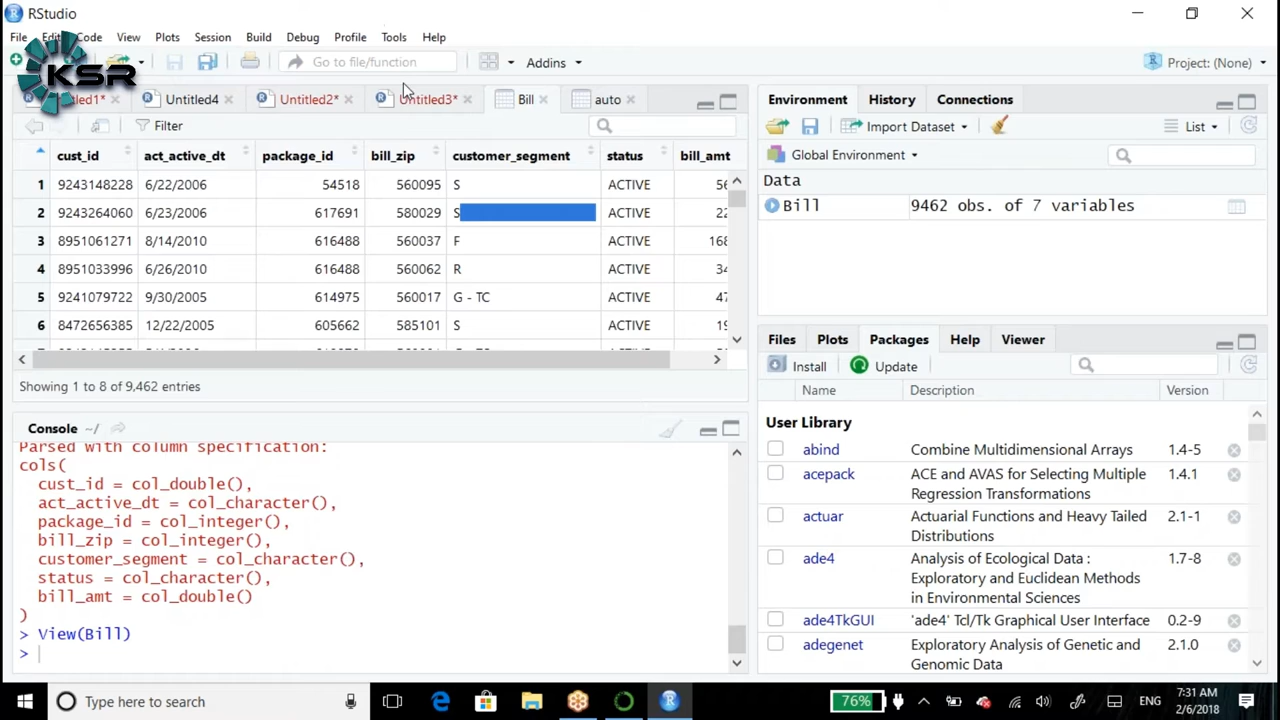 RStudio
File Edit Code View Plots Session Build Debug Profile Tools Help
KSR
Go to file/function
Addins
Project: (None)
Untitled4
Untitled2*
Untitled3*
Bill
auto
Filter
cust_id act_active_dt package_id bill_zip customer_segment status bill_amt
1 9243148228 6/22/2006 54518 560095 S ACTIVE 56
2 9243264060 6/23/2006 617691 580029 S ACTIVE 22
3 8951061271 8/14/2010 616488 560037 F ACTIVE 168
4 8951033996 6/26/2010 616488 560062 R ACTIVE 34
5 9241079722 9/30/2005 614975 560017 G - TC ACTIVE 47
6 8472656385 12/22/2005 605662 585101 S ACTIVE 19
Showing 1 to 8 of 9,462 entries
Console ~/
Parsed with column specification:
cols(
cust_id = col_double(),
act_active_dt = col_character(),
package_id = col_integer(),
bill_zip = col_integer(),
customer_segment = col_character(),
status = col_character(),
bill_amt = col_double()
)
> View(Bill)
>
Environment History Connections
Import Dataset
List
Global Environment
Data
Bill 9462 obs. of 7 variables
Files Plots Packages Help Viewer
Install Update
Name Description Version
User Library
abind Combine Multidimensional Arrays 1.4-5
acepack ACE and AVAS for Selecting Multiple Regression Transformations 1.4.1
actuar Actuarial Functions and Heavy Tailed Distributions 2.1-1
ade4 Analysis of Ecological Data : Exploratory and Euclidean Methods in Environmental Sciences 1.7-8
ade4TkGUI 'ade4' Tcl/Tk Graphical User Interface 0.2-9
adegenet Exploratory Analysis of Genetic and Genomic Data 2.1.0
Type here to search
76%
ENG
7:31 AM
2/6/2018